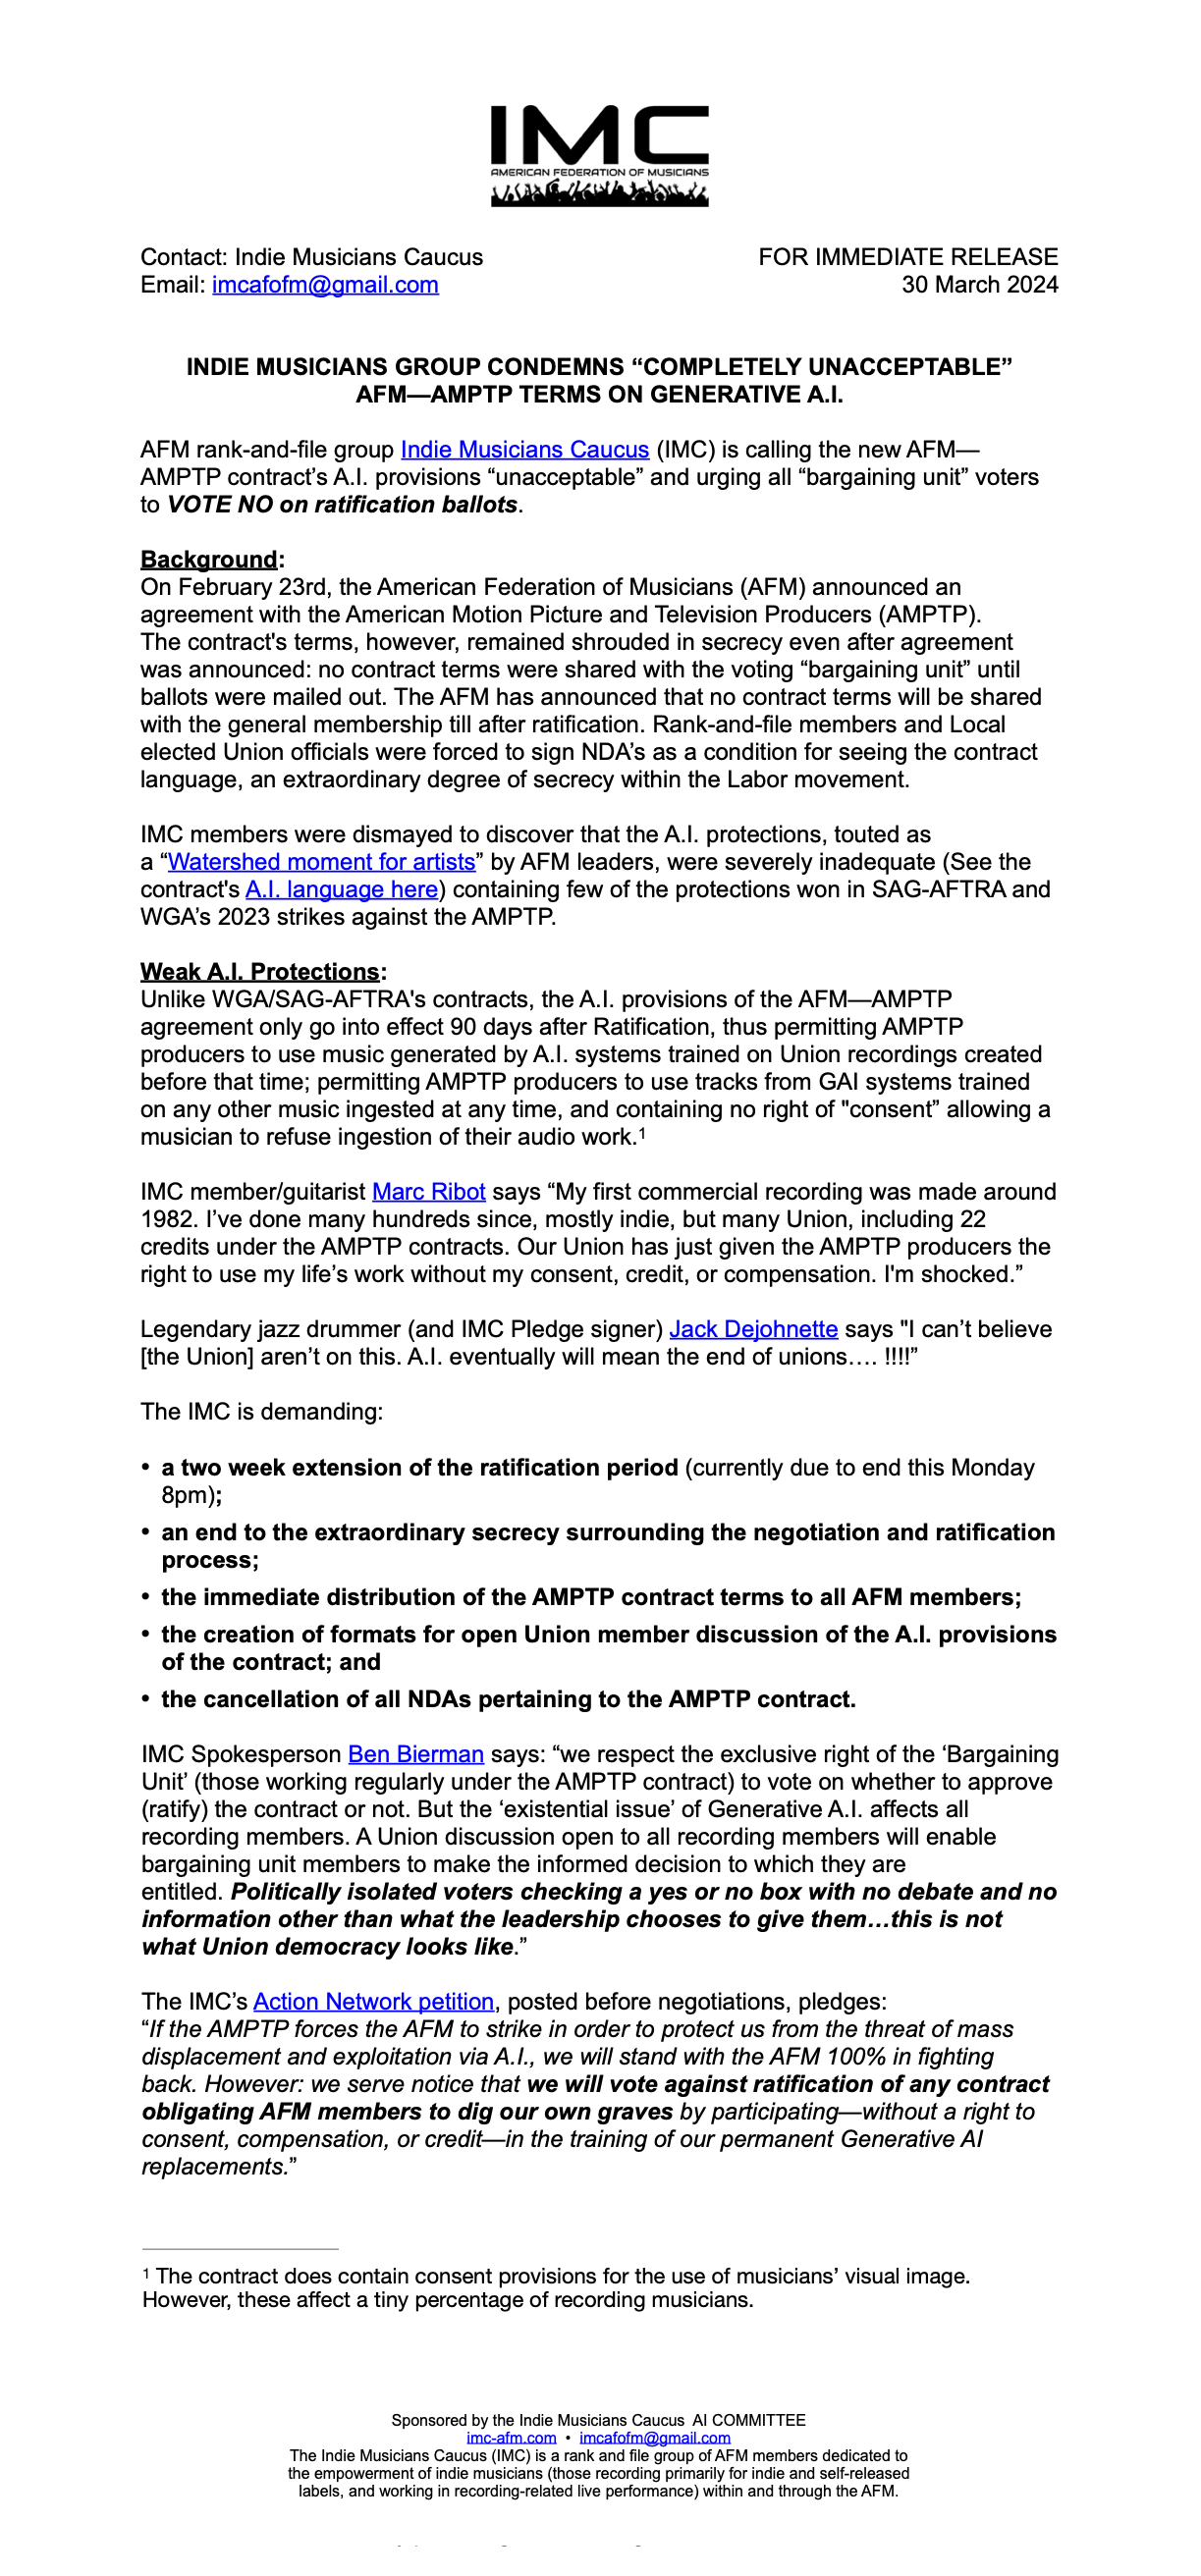 IMC
AMERICAN FEDERATION OF MUSICIANS
Contact: Indie Musicians Caucus
FOR IMMEDIATE RELEASE
Email: imcafofm@gmail.com
30 March 2024
INDIE MUSICIANS GROUP CONDEMNS “COMPLETELY UNACCEPTABLE”
AFM—AMPTP TERMS ON GENERATIVE A.I.
AFM rank-and-file group Indie Musicians Caucus (IMC) is calling the new AFM—
AMPTP contract’s A.I. provisions “unacceptable” and urging all “bargaining unit” voters
to VOTE NO on ratification ballots.
Background:
On February 23rd, the American Federation of Musicians (AFM) announced an
agreement with the American Motion Picture and Television Producers (AMPTP).
The contract's terms, however, remained shrouded in secrecy even after agreement
was announced: no contract terms were shared with the voting “bargaining unit” until
ballots were mailed out. The AFM has announced that no contract terms will be shared
with the general membership till after ratification. Rank-and-file members and Local
elected Union officials were forced to sign NDA’s as a condition for seeing the contract
language, an extraordinary degree of secrecy within the Labor movement.
IMC members were dismayed to discover that the A.I. protections, touted as
a “Watershed moment for artists” by AFM leaders, were severely inadequate (See the
contract's A.I. language here) containing few of the protections won in SAG-AFTRA and
WGA’s 2023 strikes against the AMPTP.
Weak A.I. Protections:
Unlike WGA/SAG-AFTRA's contracts, the A.I. provisions of the AFM—AMPTP
agreement only go into effect 90 days after Ratification, thus permitting AMPTP
producers to use music generated by A.I. systems trained on Union recordings created
before that time; permitting AMPTP producers to use tracks from GAI systems trained
on any other music ingested at any time, and containing no right of "consent” allowing a
musician to refuse ingestion of their audio work.¹
IMC member/guitarist Marc Ribot says “My first commercial recording was made around
1982. I’ve done many hundreds since, mostly indie, but many Union, including 22
credits under the AMPTP contracts. Our Union has just given the AMPTP producers the
right to use my life’s work without my consent, credit, or compensation. I'm shocked.”
Legendary jazz drummer (and IMC Pledge signer) Jack Dejohnette says "I can’t believe
[the Union] aren’t on this. A.I. eventually will mean the end of unions…. !!!!”
The IMC is demanding:
• a two week extension of the ratification period (currently due to end this Monday
8pm);
• an end to the extraordinary secrecy surrounding the negotiation and ratification
process;
• the immediate distribution of the AMPTP contract terms to all AFM members;
• the creation of formats for open Union member discussion of the A.I. provisions
of the contract; and
• the cancellation of all NDAs pertaining to the AMPTP contract.
IMC Spokesperson Ben Bierman says: “we respect the exclusive right of the ‘Bargaining
Unit’ (those working regularly under the AMPTP contract) to vote on whether to approve
(ratify) the contract or not. But the ‘existential issue’ of Generative A.I. affects all
recording members. A Union discussion open to all recording members will enable
bargaining unit members to make the informed decision to which they are
entitled. Politically isolated voters checking a yes or no box with no debate and no
information other than what the leadership chooses to give them…this is not
what Union democracy looks like.”
The IMC’s Action Network petition, posted before negotiations, pledges:
“If the AMPTP forces the AFM to strike in order to protect us from the threat of mass
displacement and exploitation via A.I., we will stand with the AFM 100% in fighting
back. However: we serve notice that we will vote against ratification of any contract
obligating AFM members to dig our own graves by participating—without a right to
consent, compensation, or credit—in the training of our permanent Generative AI
replacements.”
¹ The contract does contain consent provisions for the use of musicians’ visual image.
However, these affect a tiny percentage of recording musicians.
Sponsored by the Indie Musicians Caucus AI COMMITTEE
imc-afm.com • imcafofm@gmail.com
The Indie Musicians Caucus (IMC) is a rank and file group of AFM members dedicated to
the empowerment of indie musicians (those recording primarily for indie and self-released
labels, and working in recording-related live performance) within and through the AFM.